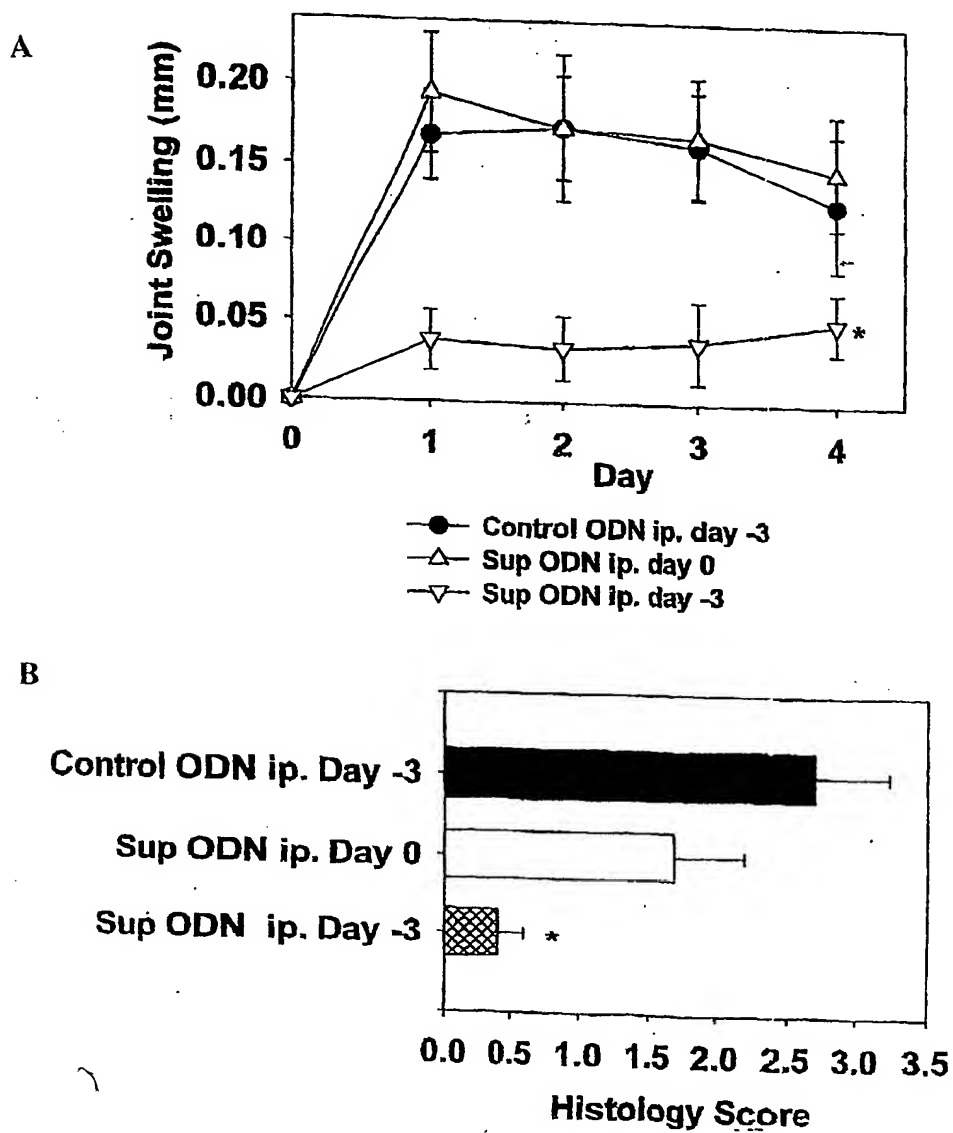 A
Joint Swelling (mm)
0.20
0.15
0.10
0.05
0.00
*
0 1 2 3 4
Day
Control ODN ip. day -3
Sup ODN ip. day 0
Sup ODN ip. day -3
B
Control ODN ip. Day -3
Sup ODN ip. Day 0
Sup ODN ip. Day -3
*
0.0 0.5 1.0 1.5 2.0 2.5 3.0 3.5
Histology Score